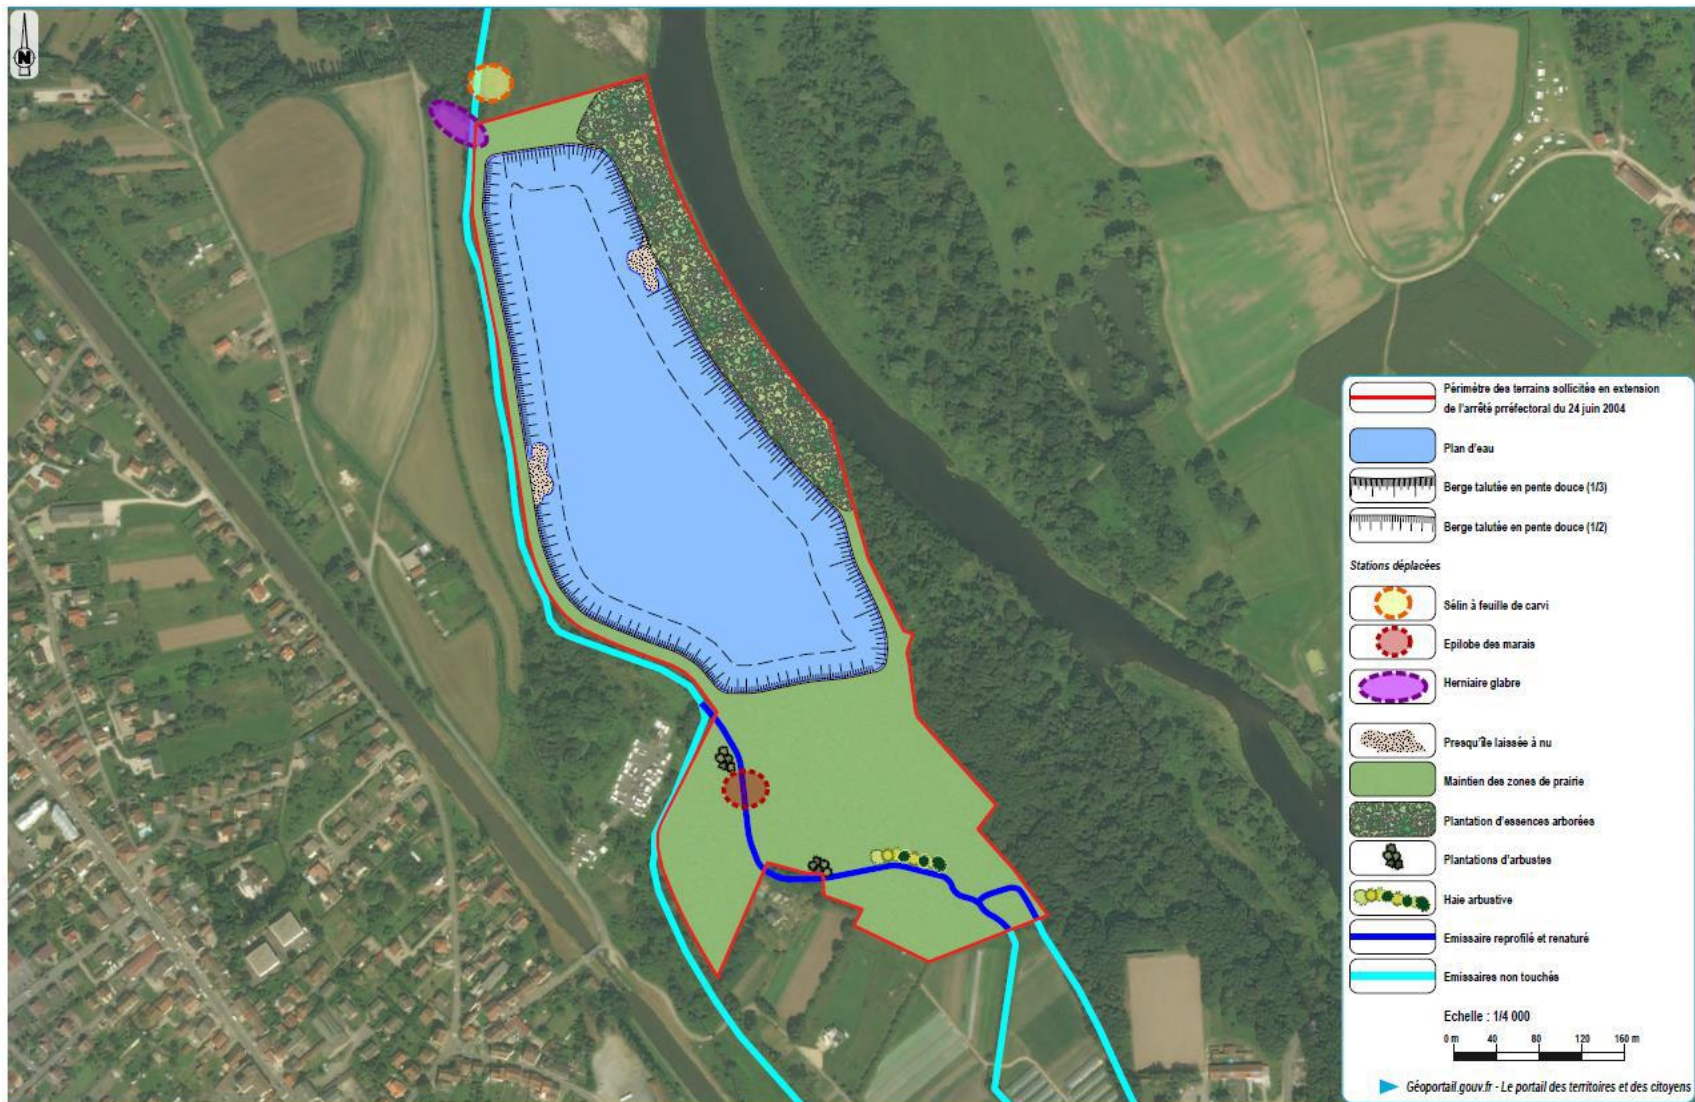 N
Périmètre des terrains sollicités en extension
de l'arrêté prréfectoral du 24 juin 2004
Plan d'eau
Berge talutée en pente douce (1/3)
Berge talutée en pente douce (1/2)
Stations déplacées
Sélin à feuille de carvi
Epilobe des marais
Herniaire glabre
Presqu'île laissée à nu
Maintien des zones de prairie
Plantation d'essences arborées
Plantations d'arbustes
Haie arbustive
Emissaire reprofilé et renaturé
Emissaires non touchés
Echelle : 1/4 000
0 m 40 80 120 160 m
Géoportail.gouv.fr - Le portail des territoires et des citoyens